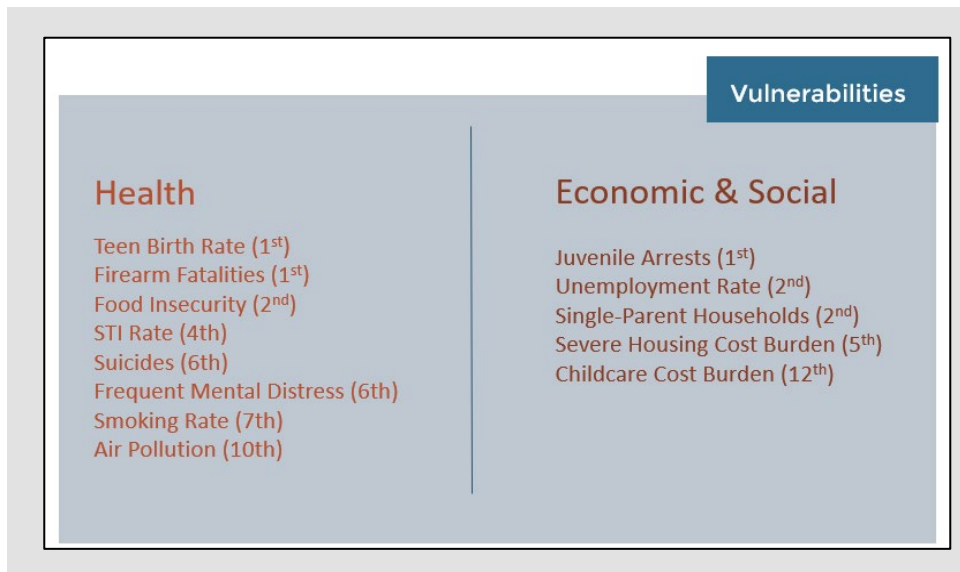 Vulnerabilities
Health
Teen Birth Rate (1st)
Firearm Fatalities (1st)
Food Insecurity (2nd)
STI Rate (4th)
Suicides (6th)
Frequent Mental Distress (6th)
Smoking Rate (7th)
Air Pollution (10th)
Economic & Social
Juvenile Arrests (1st)
Unemployment Rate (2nd)
Single-Parent Households (2nd)
Severe Housing Cost Burden (5th)
Childcare Cost Burden (12th)